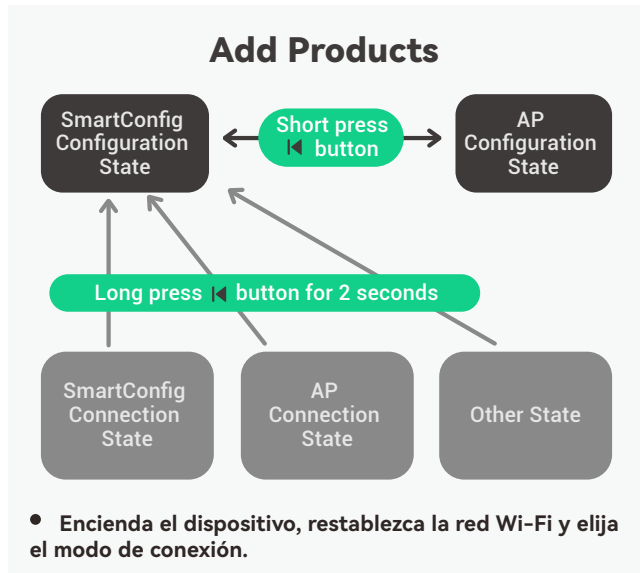 Add Products
SmartConfig
Configuration
State
Short press
button
AP
Configuration
State
Long press button for 2 seconds
SmartConfig
Connection
State
AP
Connection
State
Other State
• Encienda el dispositivo, restablezca la red Wi-Fi y elija
el modo de conexión.